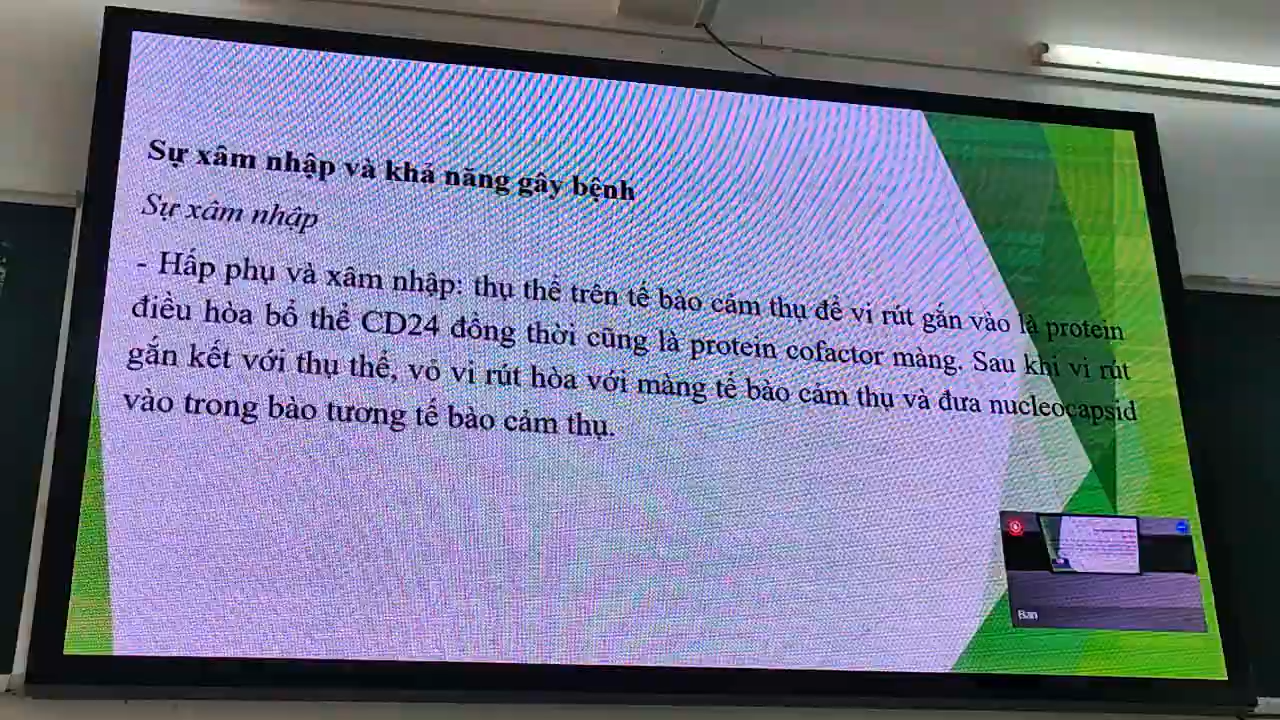 Sự xâm nhập và khả năng gây bệnh
Sự xâm nhập
- Hấp phụ và xâm nhập: thụ thể trên tế bào cảm thụ để vi rút gắn vào là protein
điều hòa bổ thể CD24 đồng thời cũng là protein cofactor màng. Sau khi vi rút
gắn kết với thụ thể, vỏ vi rút hòa với màng tế bào cảm thụ và đưa nucleocapsid
vào trong bào tương tế bào cảm thụ.
Bạn